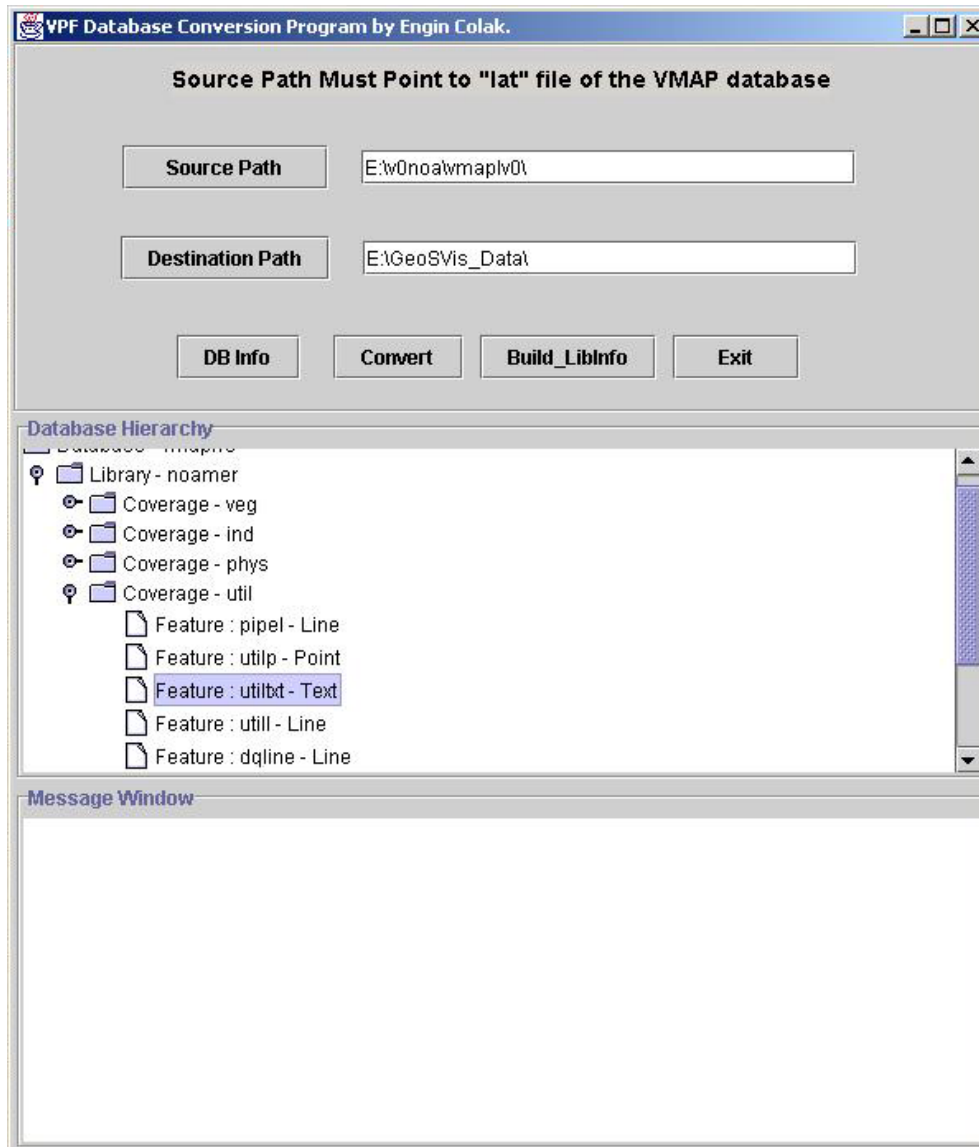 VPF Database Conversion Program by Engin Colak.
Source Path Must Point to "lat" file of the VMAP database
Source Path E:\v0noa\vmaplv0\
Destination Path E:\GeoSVis_Data\
DB Info Convert Build_LibInfo Exit
Database Hierarchy
Library - noamer
Coverage - veg
Coverage - ind
Coverage - phys
Coverage - util
Feature : pipel - Line
Feature : utilp - Point
Feature : utiltxt - Text
Feature : utill - Line
Feature : dqline - Line
Message Window